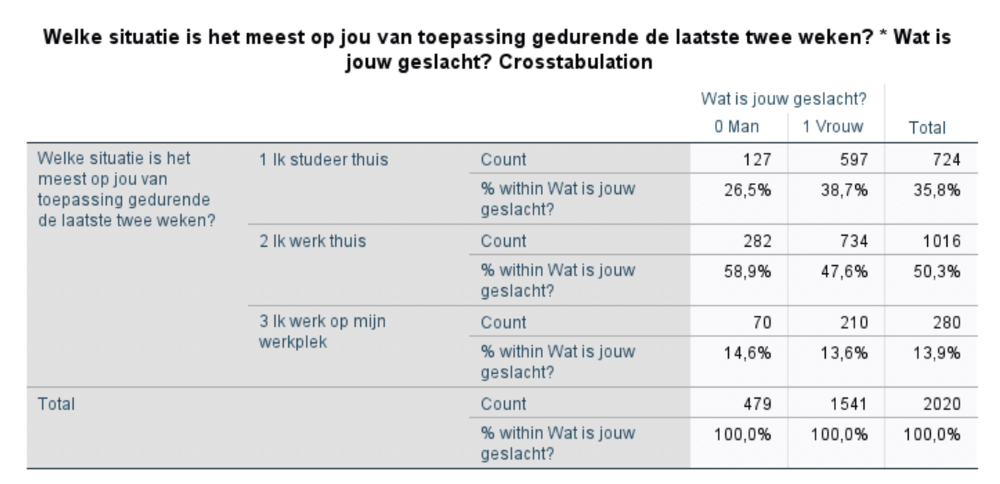 Welke situatie is het meest op jou van toepassing gedurende de laatste twee weken? * Wat is
jouw geslacht? Crosstabulation
Wat is jouw geslacht?
0 Man 1 Vrouw Total
Welke situatie is het
meest op jou van
toepassing gedurende
de laatste twee weken?
1 Ik studeer thuis
Count 127 597 724
% within Wat is jouw
geslacht?
26,5% 38,7% 35,8%
2 Ik werk thuis
Count 282 734 1016
% within Wat is jouw
geslacht?
58,9% 47,6% 50,3%
3 Ik werk op mijn
werkplek
Count 70 210 280
% within Wat is jouw
geslacht?
14,6% 13,6% 13,9%
Total
Count 479 1541 2020
% within Wat is jouw
geslacht?
100,0% 100,0% 100,0%